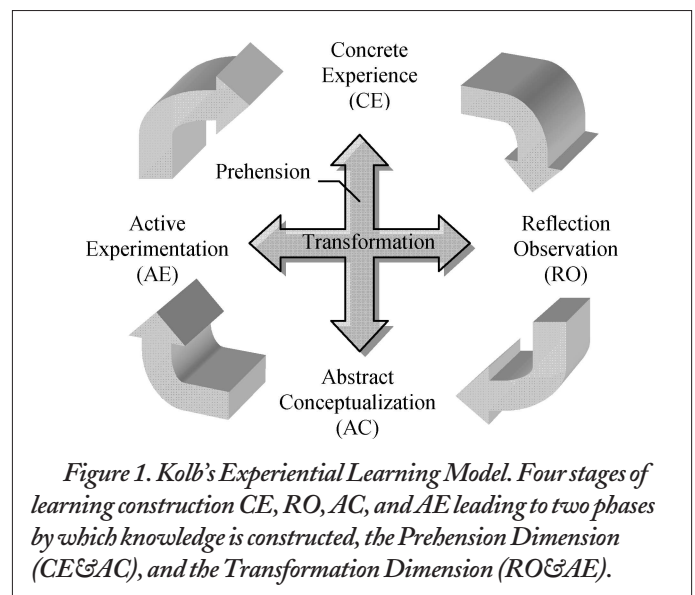 Concrete
Experience
(CE)
Prehension
Active
Experimentation
(AE)
Transformation
Reflection
Observation
(RO)
Abstract
Conceptualization
(AC)
Figure 1. Kolb's Experiential Learning Model. Four stages of
learning construction CE, RO, AC, and AE leading to two phases
by which knowledge is constructed, the Prehension Dimension
(CE&AC), and the Transformation Dimension (RO&AE).